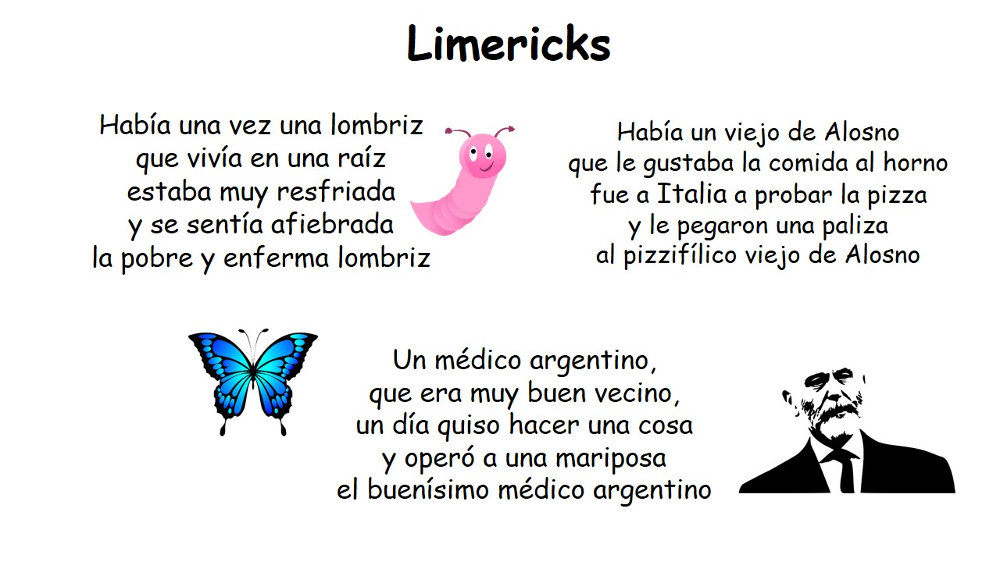 Limericks
Había una vez una lombriz
que vivía en una raíz
estaba muy resfriada
y se sentía afiebrada
la pobre y enferma lombriz
Había un viejo de Alosno
que le gustaba la comida al horno
fue a Italia a probar la pizza
y le pegaron una paliza
al pizzifílico viejo de Alosno
Un médico argentino,
que era muy buen vecino,
un día quiso hacer una cosa
y operó a una mariposa
el buenísimo médico argentino